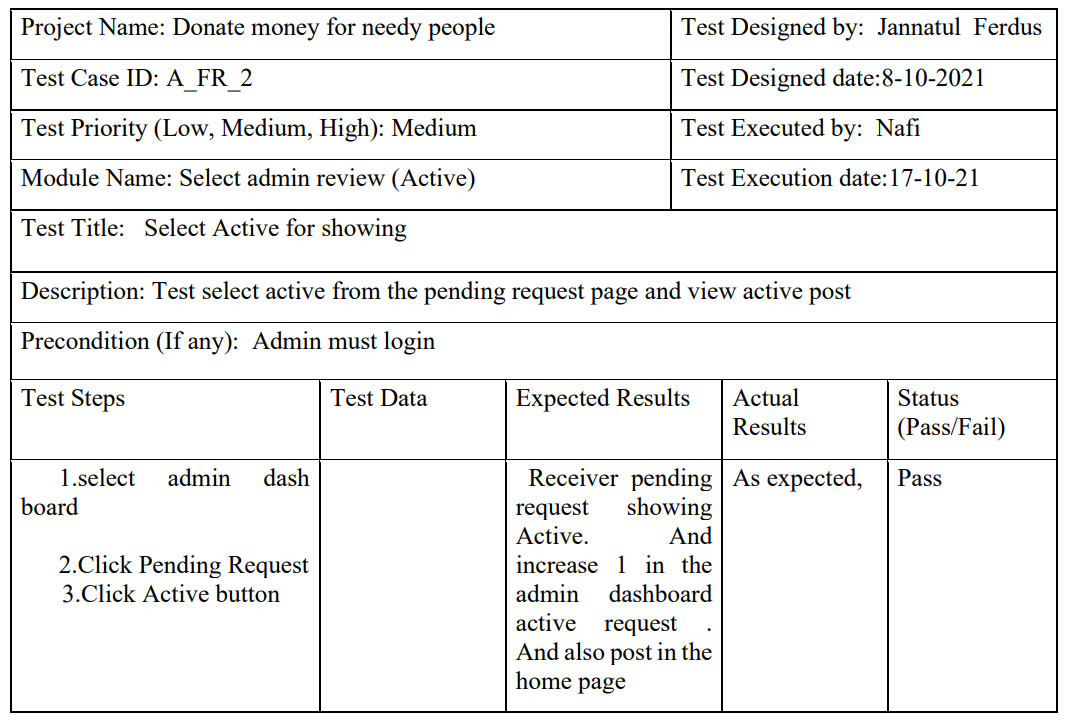 Project Name: Donate money for needy people
Test Designed by: Jannatul Ferdus
Test Case ID: A_FR_2
Test Designed date:8-10-2021
Test Priority (Low, Medium, High): Medium
Test Executed by: Nafi
Module Name: Select admin review (Active)
Test Execution date:17-10-21
Test Title: Select Active for showing
Description: Test select active from the pending request page and view active post
Precondition (If any): Admin must login
Test Steps
Test Data
Expected Results
Actual
Results
Status
(Pass/Fail)
1.select admin dash
board
2.Click Pending Request
3.Click Active button
Receiver pending
request showing
Active. And
increase 1 in the
admin dashboard
active request .
And also post in the
home page
As expected,
Pass